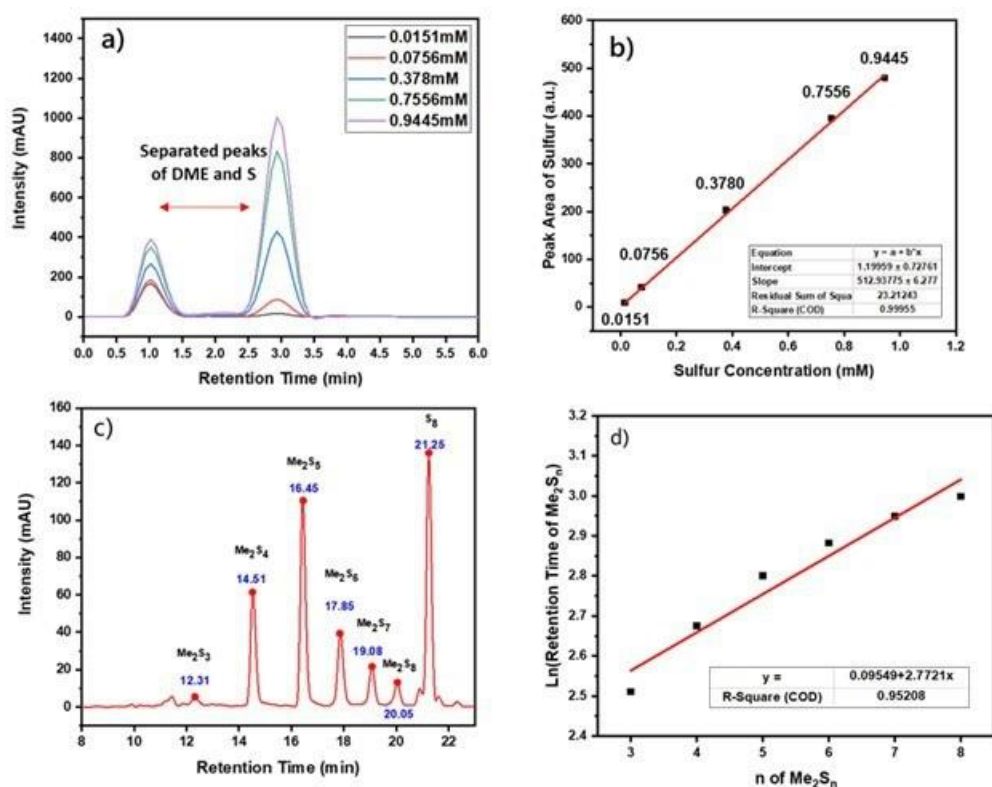 a)
0.0151mM
0.0756mM
0.378mM
0.7556mM
0.9445mM
Separated peaks
of DME and S
Intensity (mAU)
1400
1200
1000
800
600
400
200
0
0.0 0.5 1.0 1.5 2.0 2.5 3.0 3.5 4.0 4.5 5.0 5.5 6.0
Retention Time (min)
b)
Peak Area of Sulfur (a.u.)
600
500
400
300
200
100
0
0.9445
0.7556
0.3780
0.0756
0.0151
Equation y = a + b*x
Intercept 1.19959 ± 0.72761
Slope 512.93775 ± 6.277
Residual Sum of Squa 23.21243
R-Square (COD) 0.99955
0.0 0.2 0.4 0.6 0.8 1.0 1.2
Sulfur Concentration (mM)
c)
Intensity (mAU)
160
140
120
100
80
60
40
20
0
Me₂S₃
12.31
Me₂S₄
14.51
Me₂S₅
16.45
Me₂S₆
17.85
Me₂S₇
19.08
Me₂S₈
20.05
S₈
21.25
8 10 12 14 16 18 20 22
Retention Time (min)
d)
Ln(Retention Time of Me₂Sₙ)
3.2
3.1
3.0
2.9
2.8
2.7
2.6
2.5
2.4
y = 0.09549+2.7721x
R-Square (COD) 0.95208
3 4 5 6 7 8
n of Me₂Sₙ